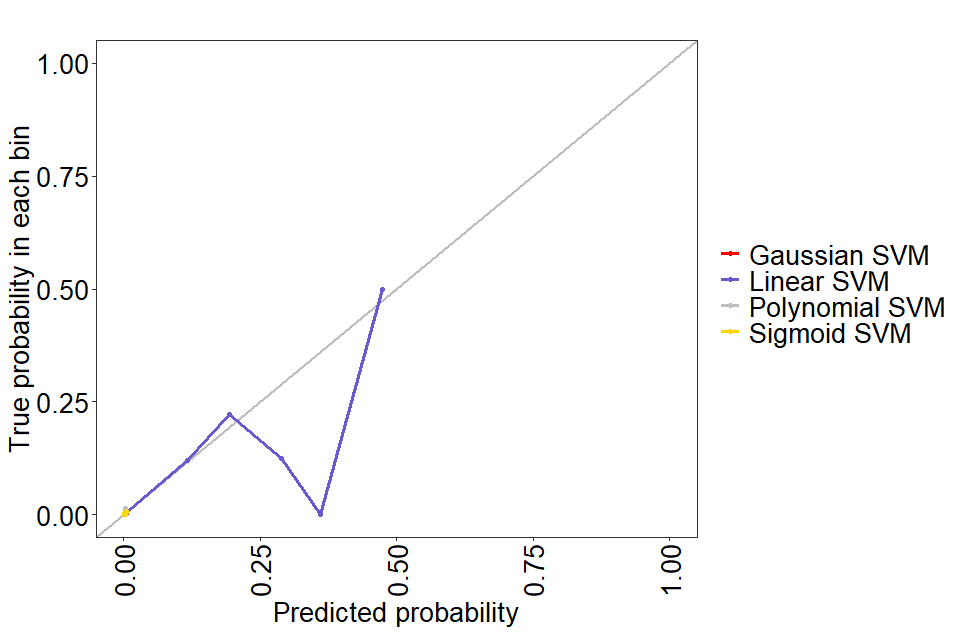 True probability in each bin
1.00
0.75
0.50
0.25
0.00
0.00
0.25
0.50
0.75
1.00
Predicted probability
Gaussian SVM
Linear SVM
Polynomial SVM
Sigmoid SVM